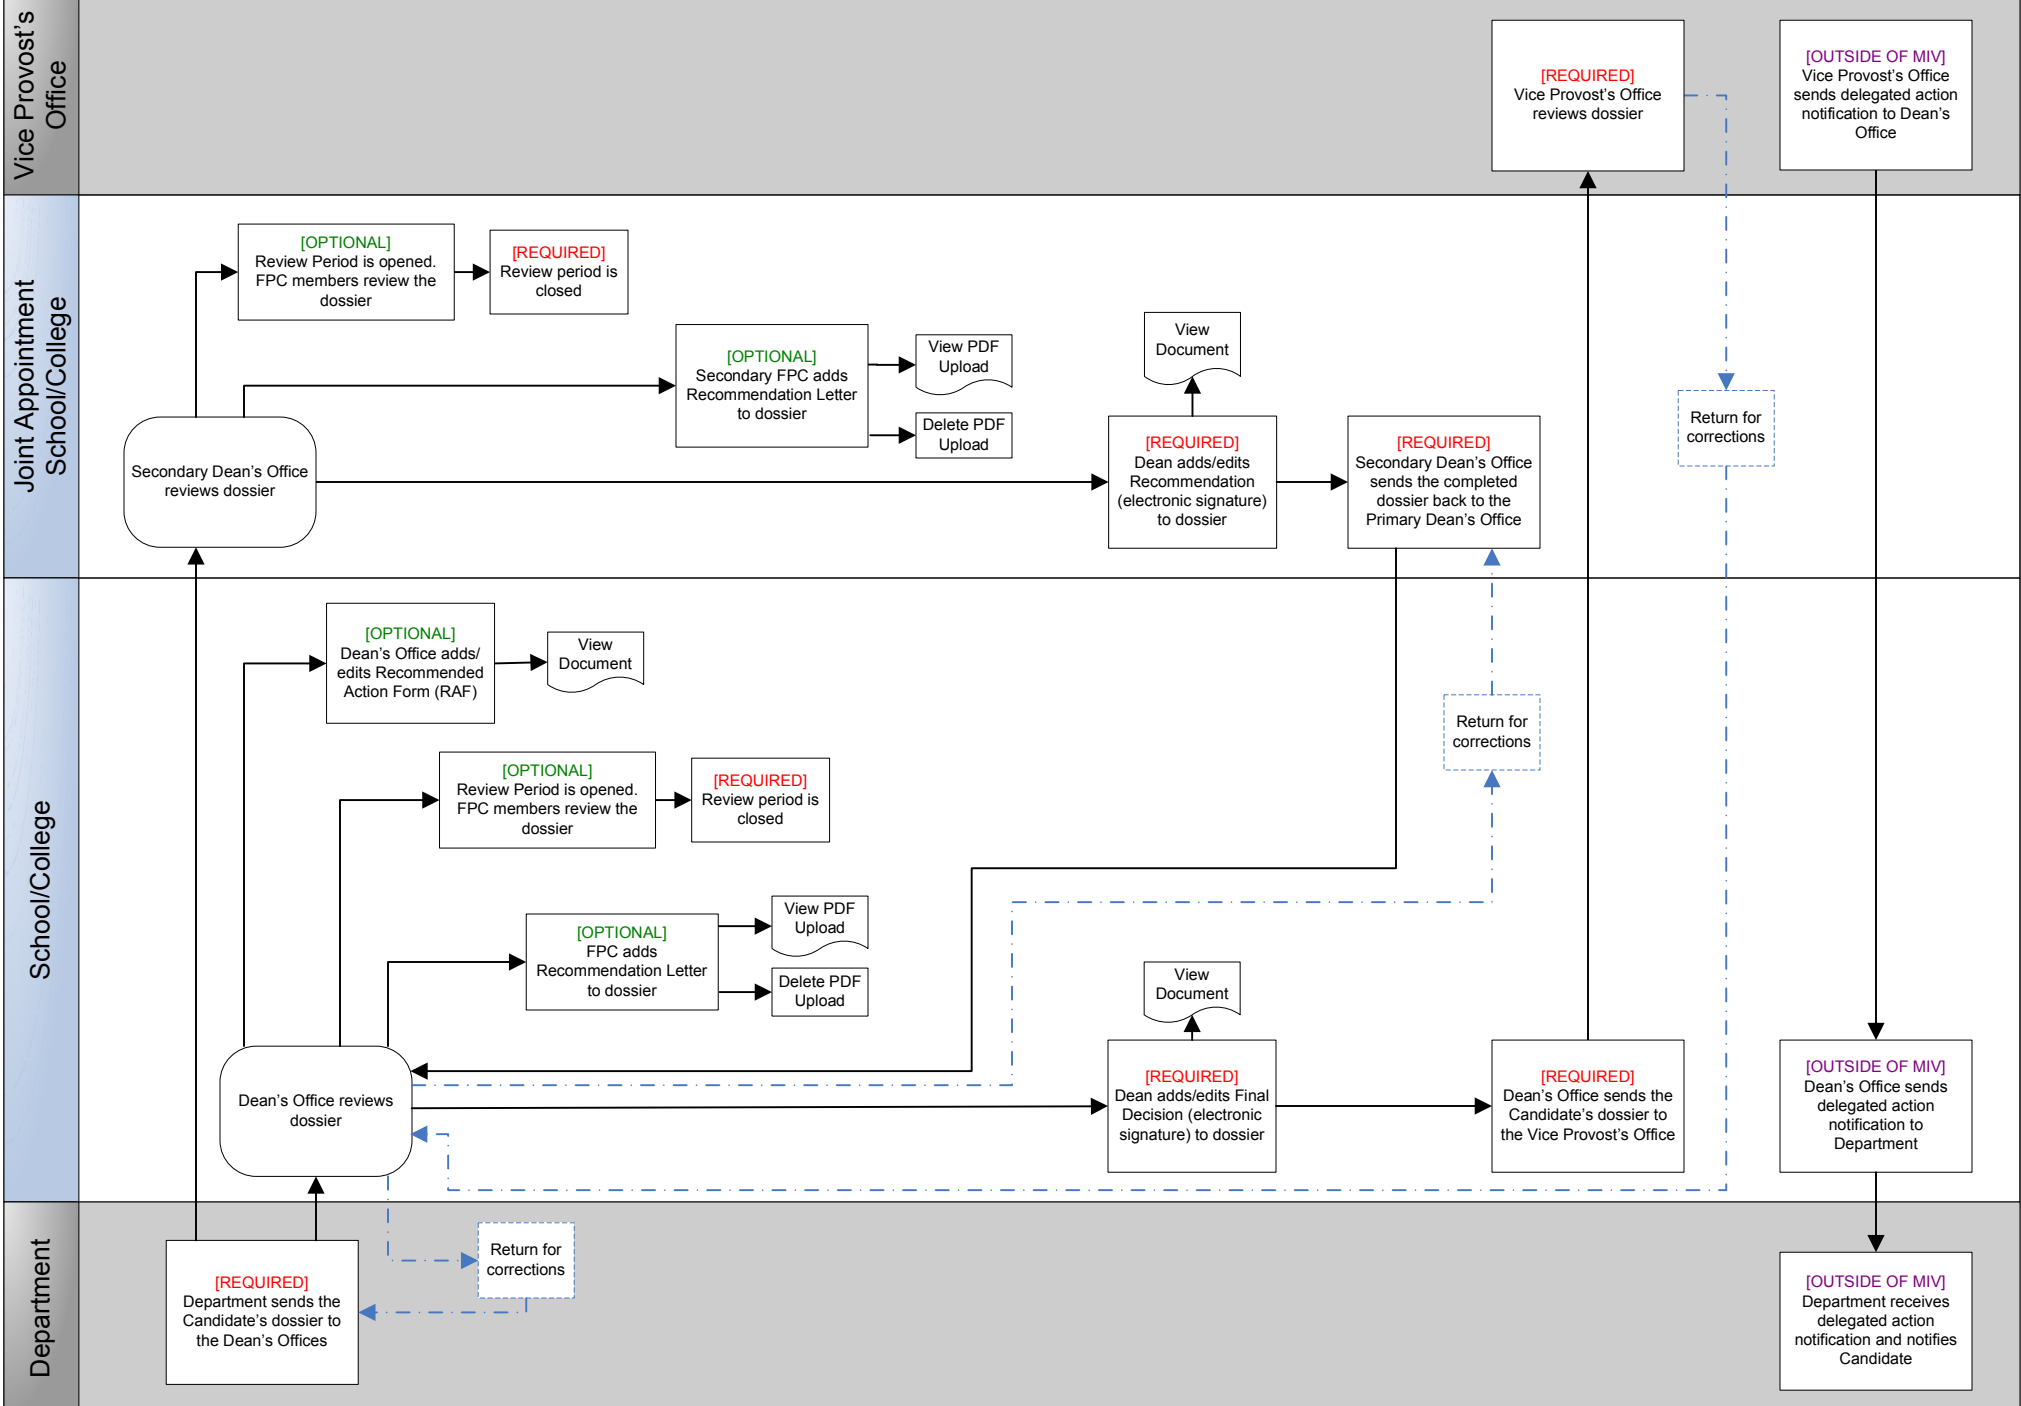 Vice Provost's
Office
[REQUIRED]
Vice Provost's Office
reviews dossier
[OUTSIDE OF MIV]
Vice Provost's Office
sends delegated action
notification to Dean's
Office
Joint Appointment
School/College
[OPTIONAL]
Review Period is opened.
FPC members review the
dossier
[REQUIRED]
Review period is
closed
[OPTIONAL]
Secondary FPC adds
Recommendation Letter
to dossier
View PDF
Upload
Delete PDF
Upload
View
Document
Secondary Dean's Office
reviews dossier
[REQUIRED]
Dean adds/edits
Recommendation
(electronic signature)
to dossier
[REQUIRED]
Secondary Dean's Office
sends the completed
dossier back to the
Primary Dean's Office
Return for
corrections
School/College
[OPTIONAL]
Dean's Office adds/
edits Recommended
Action Form (RAF)
View
Document
Return for
corrections
[OPTIONAL]
Review Period is opened.
FPC members review the
dossier
[REQUIRED]
Review period is
closed
[OPTIONAL]
FPC adds
Recommendation Letter
to dossier
View PDF
Upload
Delete PDF
Upload
View
Document
Dean's Office reviews
dossier
[REQUIRED]
Dean adds/edits Final
Decision (electronic
signature) to dossier
[REQUIRED]
Dean's Office sends the
Candidate's dossier to
the Vice Provost's Office
[OUTSIDE OF MIV]
Dean's Office sends
delegated action
notification to
Department
Department
[REQUIRED]
Department sends the
Candidate's dossier to
the Dean's Offices
Return for
corrections
[OUTSIDE OF MIV]
Department receives
delegated action
notification and notifies
Candidate